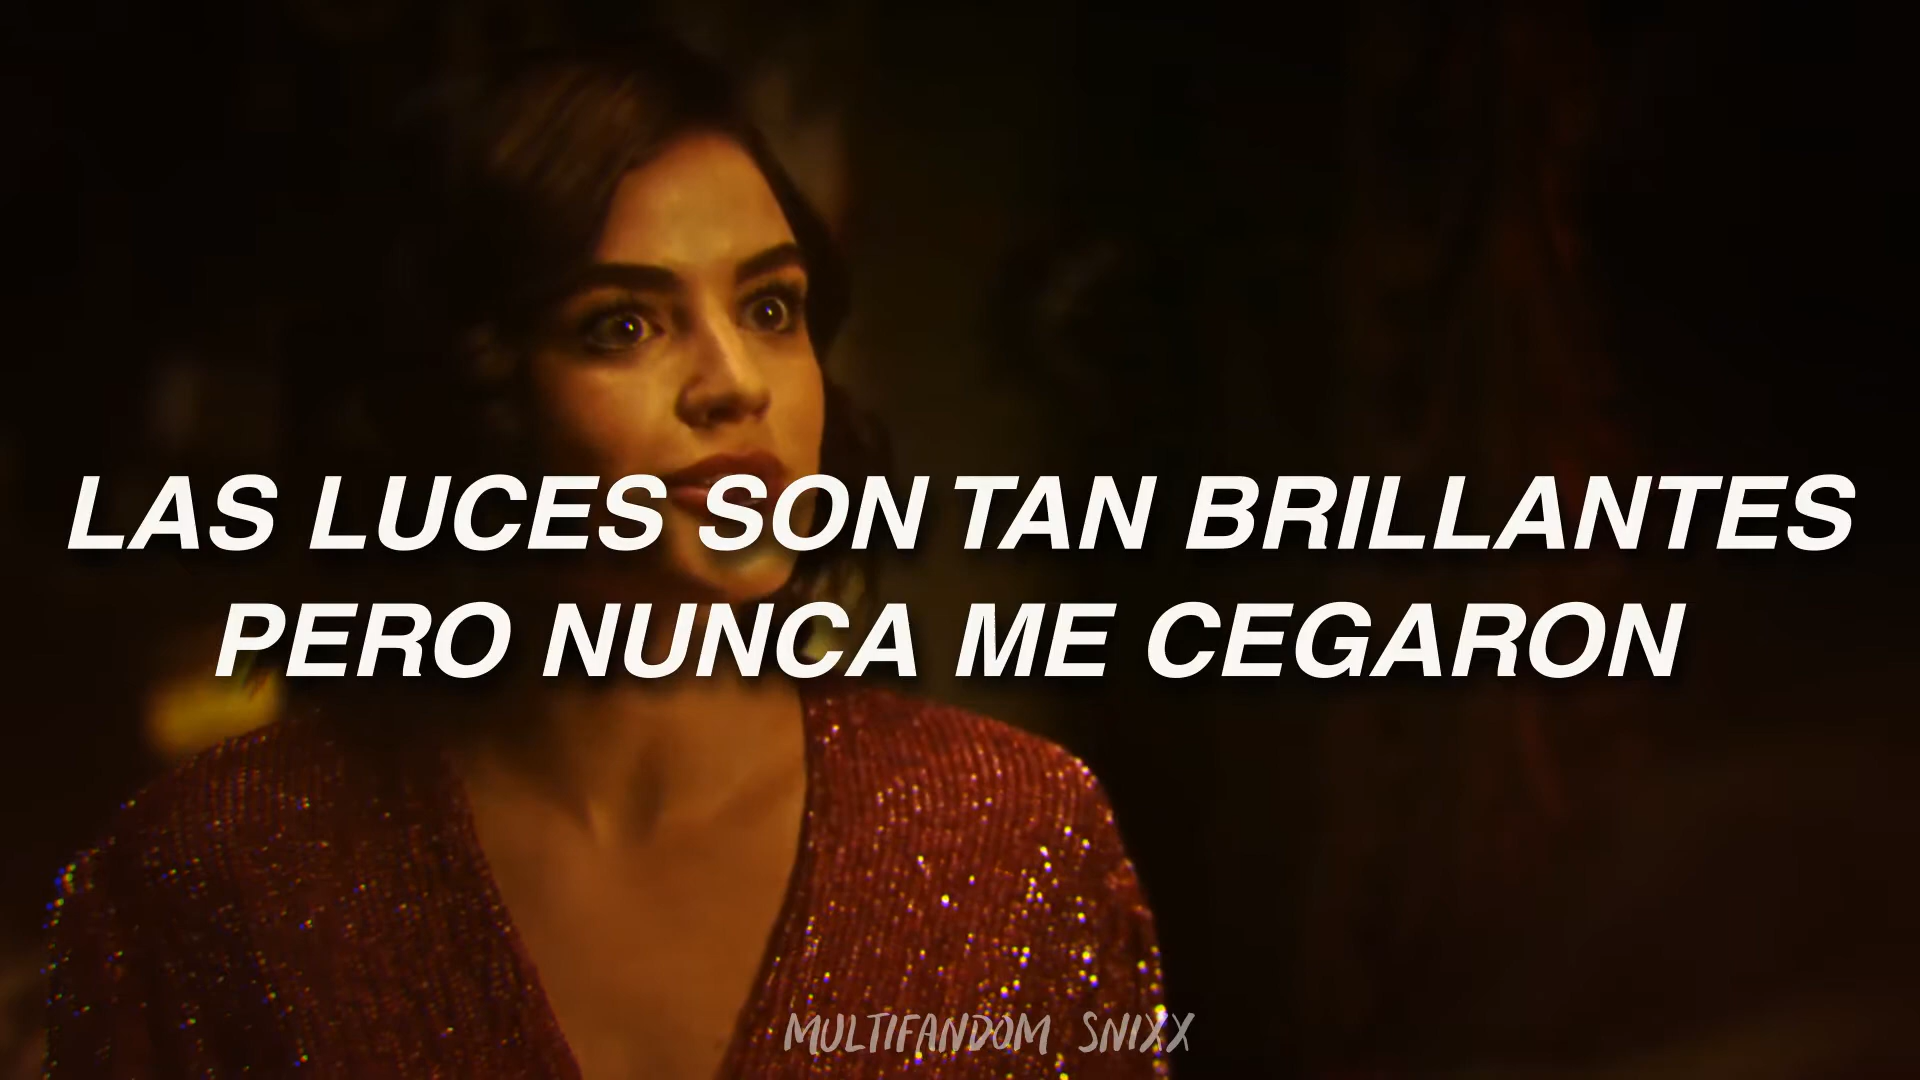 LAS LUCES SON TAN BRILLANTES
PERO NUNCA ME CEGARON
MULTIFANDOM SNIXX